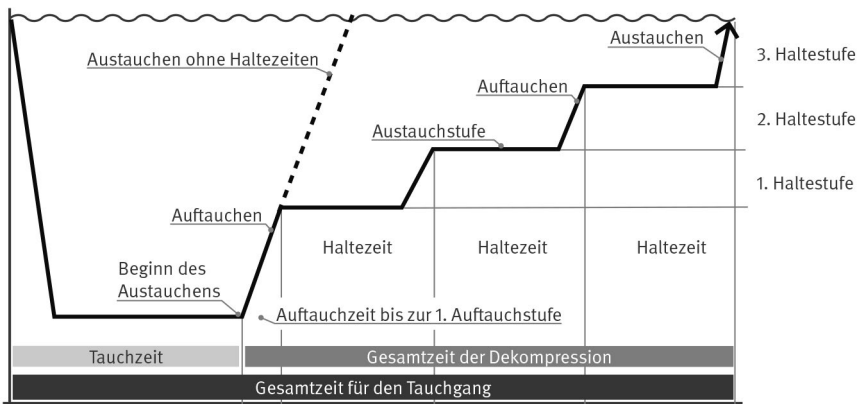 Austauchen
Austauchen ohne Haltezeiten
3. Haltestufe
Auftauchen
Austauchstufe
2. Haltestufe
1. Haltestufe
Auftauchen
Haltezeit
Haltezeit
Haltezeit
Beginn des
Austauchens
Auftauchzeit bis zur 1. Auftauchstufe
Tauchzeit
Gesamtzeit der Dekompression
Gesamtzeit für den Tauchgang